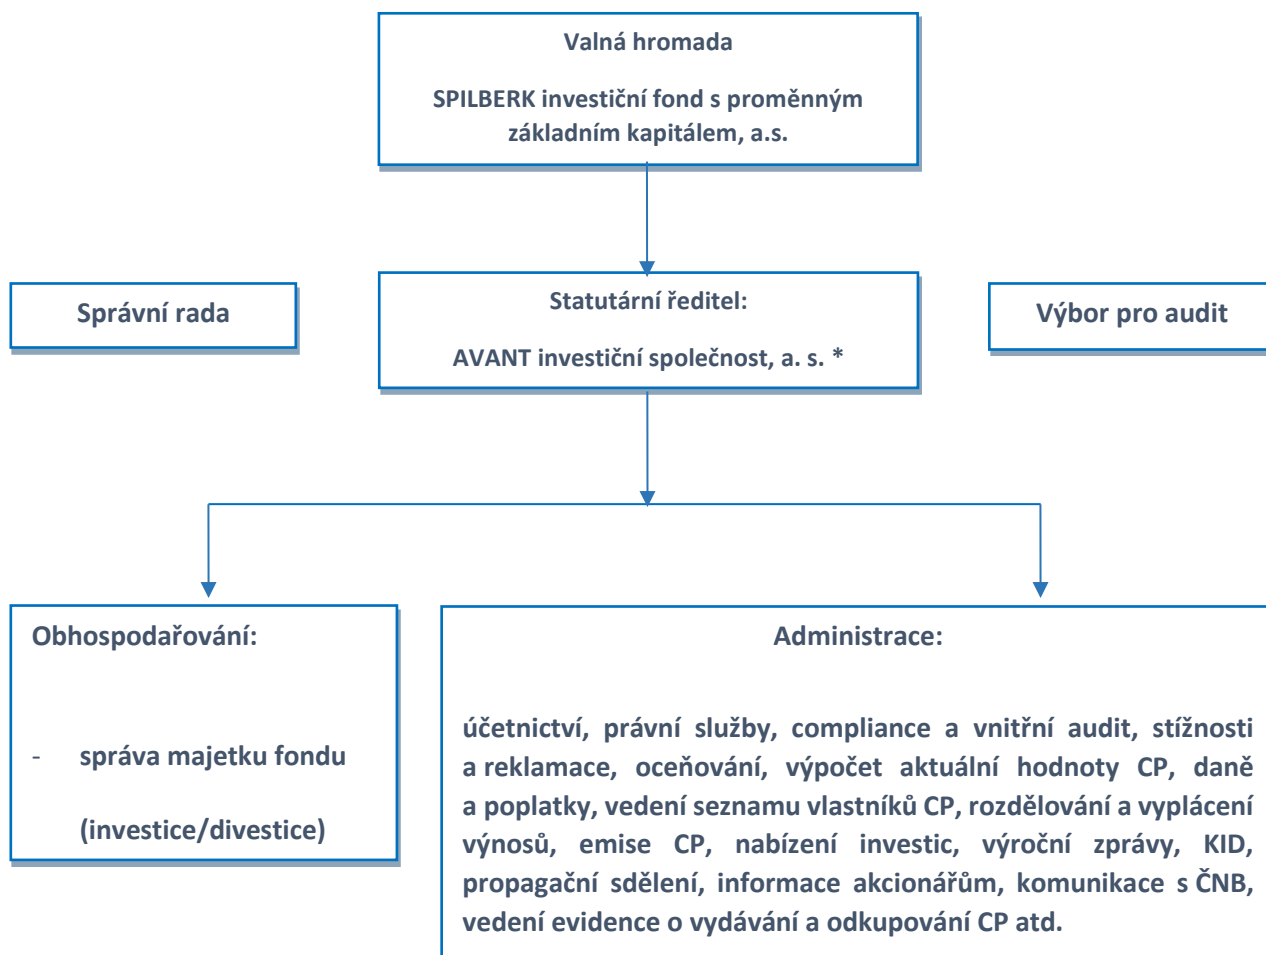 Valná hromada
SPILBERK investiční fond s proměnným
základním kapitálem, a.s.
Správní rada
Statutární ředitel:
AVANT investiční společnost, a. s. *
Výbor pro audit
Obhospodařování:
- správa majetku fondu
(investice/divestice)
Administrace:
účetnictví, právní služby, compliance a vnitřní audit, stížnosti
a reklamace, oceňování, výpočet aktuální hodnoty CP, daně
a poplatky, vedení seznamu vlastníků CP, rozdělování a vyplácení
výnosů, emise CP, nabízení investic, výroční zprávy, KID,
propagační sdělení, informace akcionářům, komunikace s ČNB,
vedení evidence o vydávání a odkupování CP atd.